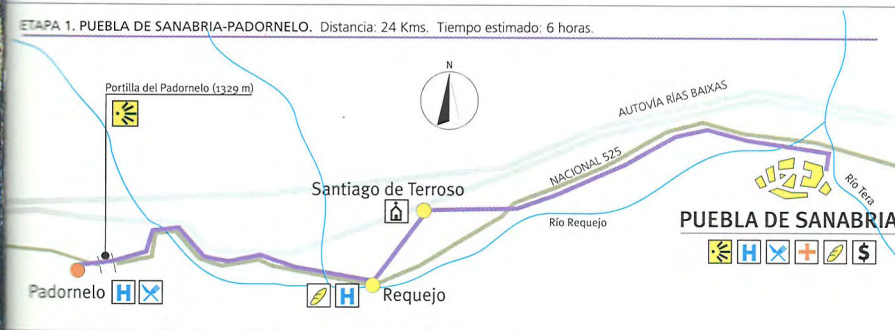 ETAPA 1. PUEBLA DE SANABRIA-PADORNELO. Distancia: 24 Kms. Tiempo estimado: 6 horas.
Portilla del Padornelo (1329 m)
N
AUTOVÍA RÍAS BAIXAS
NACIONAL 525
Santiago de Terroso
Río Requejo
Río Tera
PUEBLA DE SANABRIA
H $
Padornelo H
H Requejo